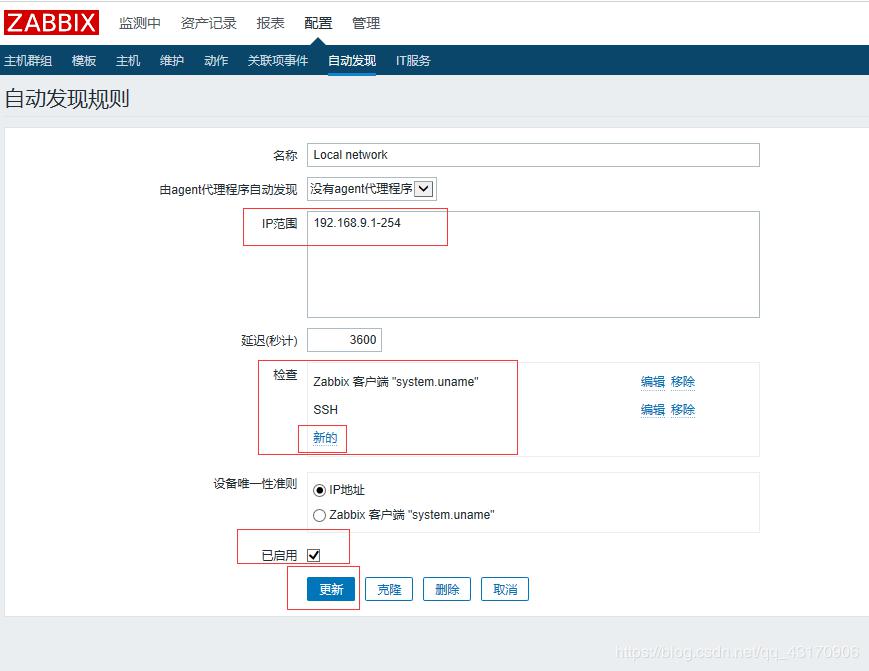 ZABBIX 监测中 资产记录 报表 配置 管理
主机群组 模板 主机 维护 动作 关联项事件 自动发现 IT服务
自动发现规则
名称 Local network
由agent代理程序自动发现 没有agent代理程序
IP范围 192.168.9.1-254
延迟(秒计) 3600
检查 Zabbix 客户端 "system.uname" 编辑 移除
SSH 编辑 移除
新的
设备唯一性准则 IP地址
Zabbix 客户端 "system.uname"
已启用
更新 克隆 删除 取消
https://blog.csdn.net/qq_43170906